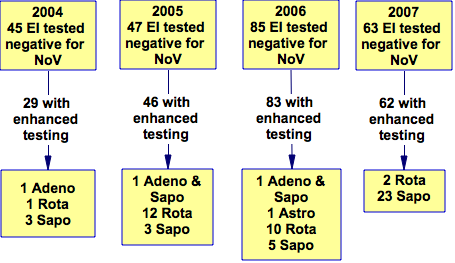 2004
45 EI tested
negative for
NoV
29 with
enhanced
testing
1 Adeno
1 Rota
3 Sapo
2005
47 EI tested
negative for
NoV
46 with
enhanced
testing
1 Adeno &
Sapo
12 Rota
3 Sapo
2006
85 EI tested
negative for
NoV
83 with
enhanced
testing
1 Adeno &
Sapo
1 Astro
10 Rota
5 Sapo
2007
63 EI tested
negative for
NoV
62 with
enhanced
testing
2 Rota
23 Sapo